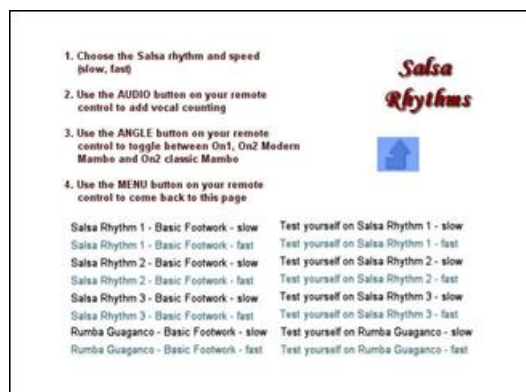 1. Choose the Salsa rhythm and speed
(slow, fast)
2. Use the AUDIO button on your remote
control to add vocal counting
3. Use the ANGLE button on your remote
control to toggle between On1, On2 Modern
Mambo and On2 classic Mambo
4. Use the MENU button on your remote
control to come back to this page
Salsa
Rhythms
Salsa Rhythm 1 - Basic Footwork - slow
Salsa Rhythm 1 - Basic Footwork - fast
Salsa Rhythm 2 - Basic Footwork - slow
Salsa Rhythm 2 - Basic Footwork - fast
Salsa Rhythm 3 - Basic Footwork - slow
Salsa Rhythm 3 - Basic Footwork - fast
Rumba Guaganco - Basic Footwork - slow
Rumba Guaganco - Basic Footwork - fast
Test yourself on Salsa Rhythm 1 - slow
Test yourself on Salsa Rhythm 1 - fast
Test yourself on Salsa Rhythm 2 - slow
Test yourself on Salsa Rhythm 2 - fast
Test yourself on Salsa Rhythm 3 - slow
Test yourself on Salsa Rhythm 3 - fast
Test yourself on Rumba Guaganco - slow
Test yourself on Rumba Guaganco - fast